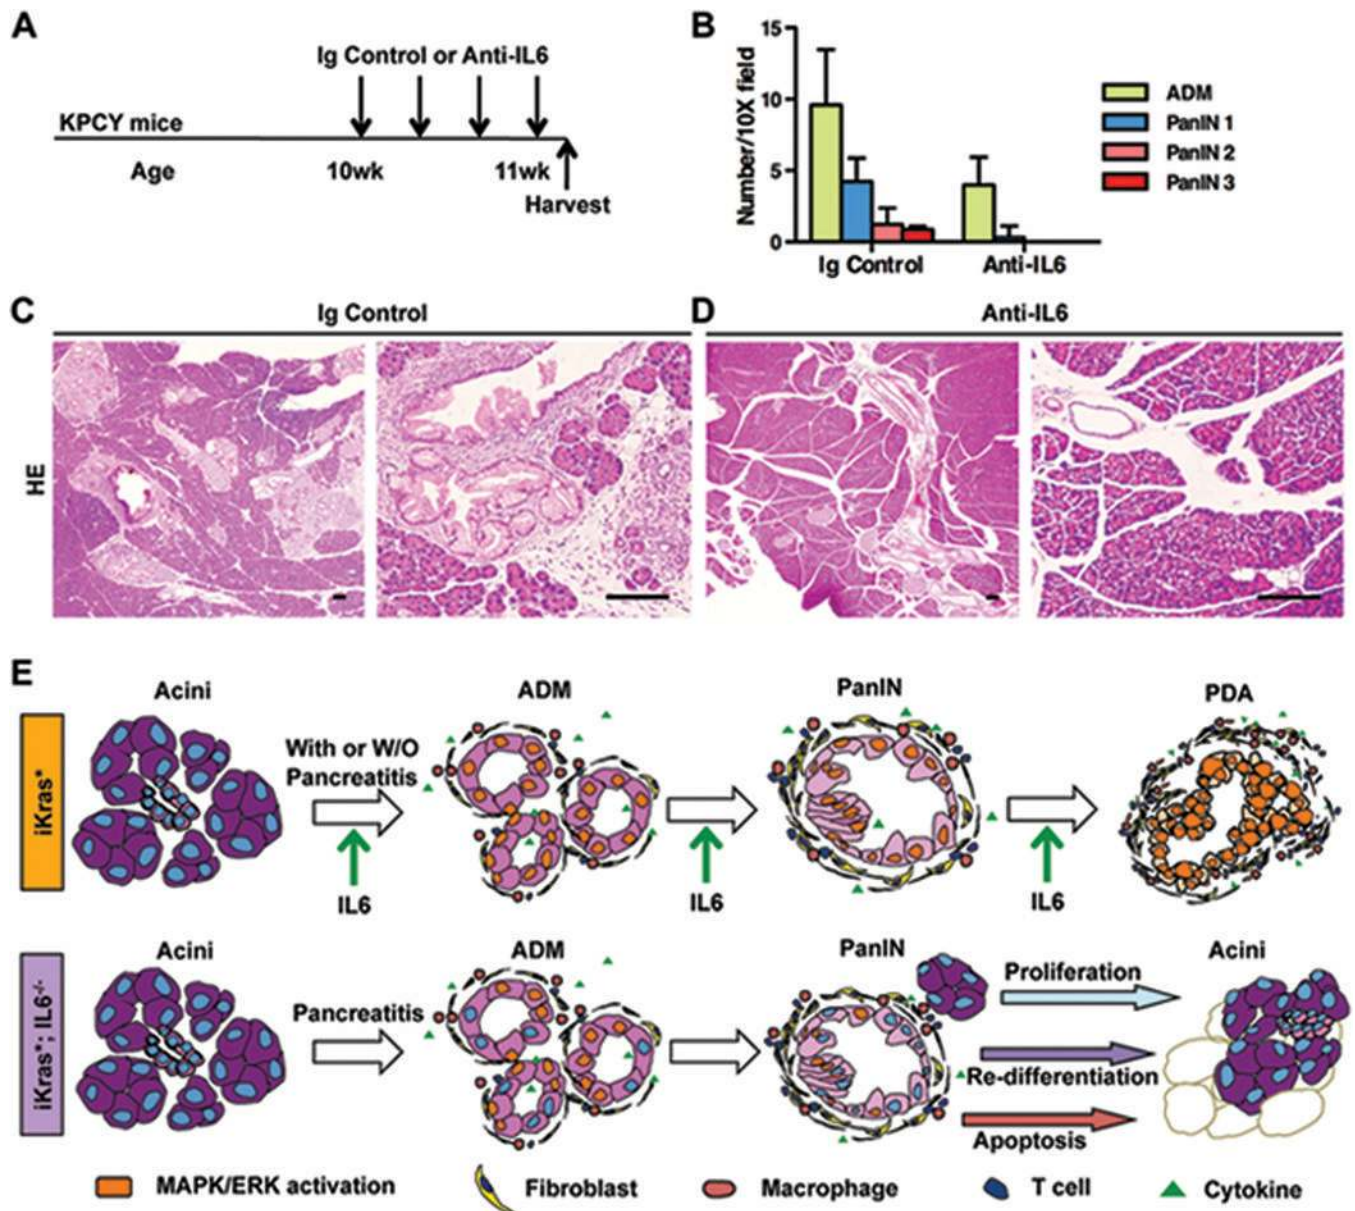 A
Ig Control or Anti-IL6
KPCY mice
Age
10wk
11wk
Harvest
B
Number/10X field
15
10
5
0
Ig Control
Anti-IL6
ADM
PanIN 1
PanIN 2
PanIN 3
C
Ig Control
D
Anti-IL6
HE
E
iKras*
Acini
With or W/O
Pancreatitis
IL6
ADM
IL6
PanIN
IL6
PDA
iKras*; IL6-/-
Acini
Pancreatitis
ADM
PanIN
Proliferation
Re-differentiation
Apoptosis
Acini
MAPK/ERK activation
Fibroblast
Macrophage
T cell
Cytokine